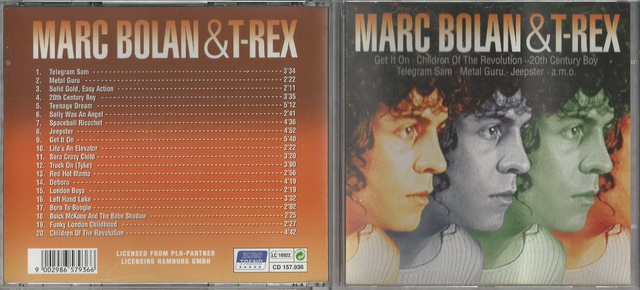 MARC BOLAN & T-REX
1. Telegram Sam 3'34
2. Metal Guru 2'22
3. Solid Gold, Easy Action 2'11
4. 20th Century Boy 3'35
5. Teenage Dream 5'12
6. Sally Was An Angel 2'41
7. Spaceball Ricochet 4'36
8. Jeepster 4'52
9. Get It On 5'40
10. Life's An Elevator 2'22
11. Sara Crazy Child 3'28
12. Truck On (Tyke) 3'05
13. Red Hot Mama 2'56
14. Debora 4'19
15. London Boys 2'19
16. Left Hand Luke 3'32
17. Born To Boogie 2'02
18. Buick McKane And The Babe Shadow 2'25
19. Funky London Childhood 2'27
20. Children Of The Revolution 4'42
9 002986 579366
LICENSED FROM PLR-PARTNER
LICENSING HAMBURG GMBH
EURO
TREND
LC 10922
CD 157.936
MARC BOLAN & T-REX
Get It On · Children Of The Revolution · 20th Century Boy
Telegram Sam · Metal Guru · Jeepster · a.m.o.